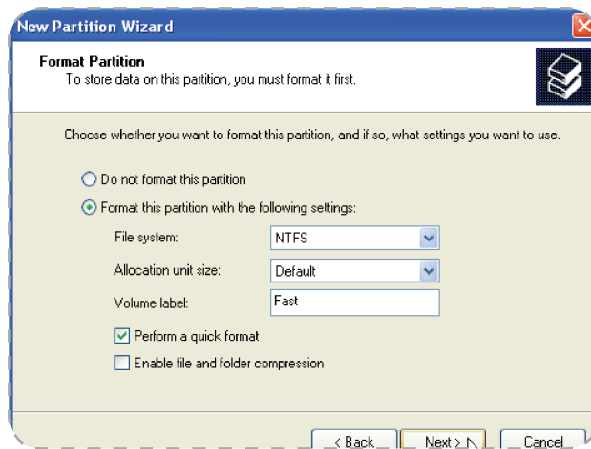 New Partition Wizard
Format Partition
To store data on this partition, you must format it first.
Choose whether you want to format this partition, and if so, what settings you want to use.
Do not format this partition
Format this partition with the following settings:
File system: NTFS
Allocation unit size: Default
Volume label: Fast
Perform a quick format
Enable file and folder compression
< Back Next > Cancel